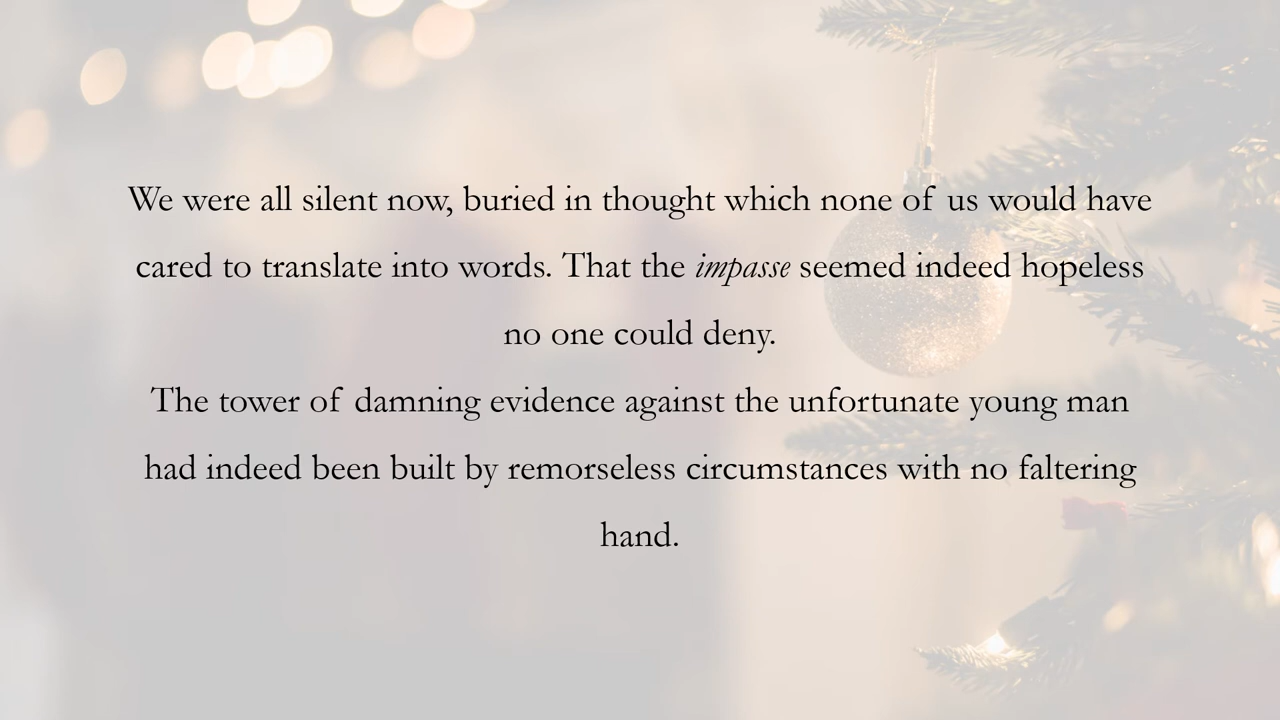 We were all silent now, buried in thought which none of us would have
cared to translate into words. That the impasse seemed indeed hopeless
no one could deny.
The tower of damning evidence against the unfortunate young man
had indeed been built by remorseless circumstances with no faltering
hand.